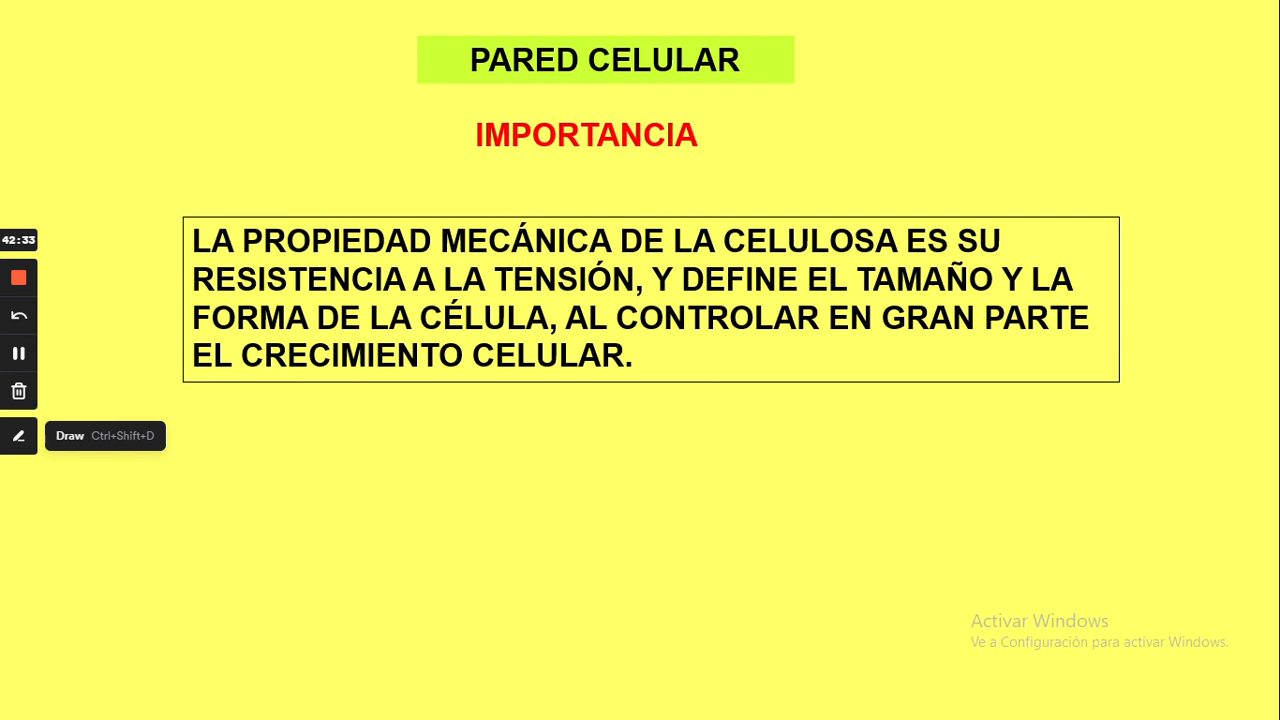 PARED CELULAR
IMPORTANCIA
LA PROPIEDAD MECÁNICA DE LA CELULOSA ES SU
RESISTENCIA A LA TENSIÓN, Y DEFINE EL TAMAÑO Y LA
FORMA DE LA CÉLULA, AL CONTROLAR EN GRAN PARTE
EL CRECIMIENTO CELULAR.
42:33
Draw Ctrl+Shift+D
Activar Windows
Ve a Configuración para activar Windows.